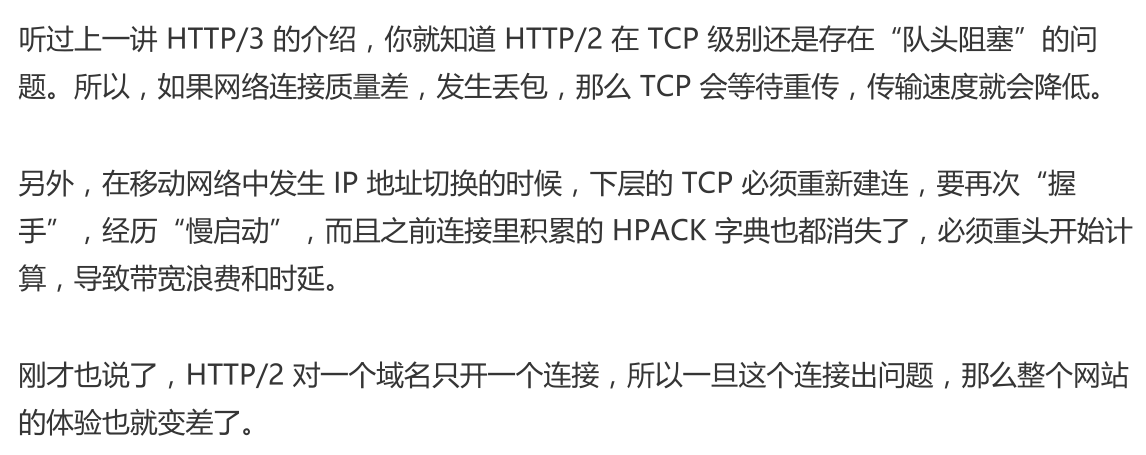 听过上一讲 HTTP/3 的介绍，你就知道 HTTP/2 在 TCP 级别还是存在“队头阻塞”的问
题。所以，如果网络连接质量差，发生丢包，那么 TCP 会等待重传，传输速度就会降低。
另外，在移动网络中发生 IP 地址切换的时候，下层的 TCP 必须重新建连，要再次“握
手”，经历“慢启动”，而且之前连接里积累的 HPACK 字典也都消失了，必须重头开始计
算，导致带宽浪费和时延。
刚才也说了，HTTP/2 对一个域名只开一个连接，所以一旦这个连接出问题，那么整个网站
的体验也就变差了。